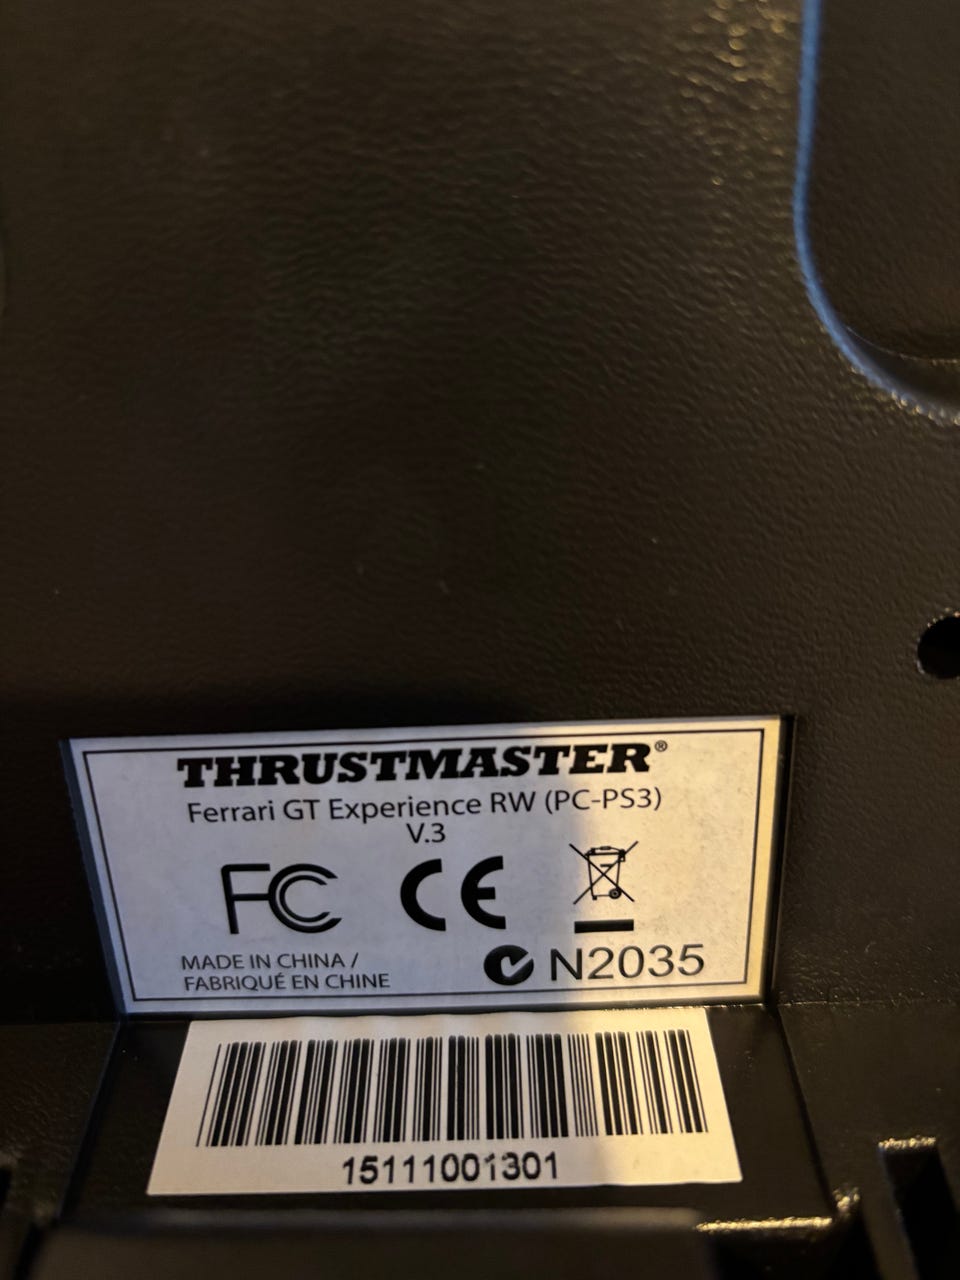 THRUSTMASTER®
Ferrari GT Experience RW (PC-PS3)
V.3
FC CE
MADE IN CHINA /
FABRIQUÉ EN CHINE
N2035
15111001301